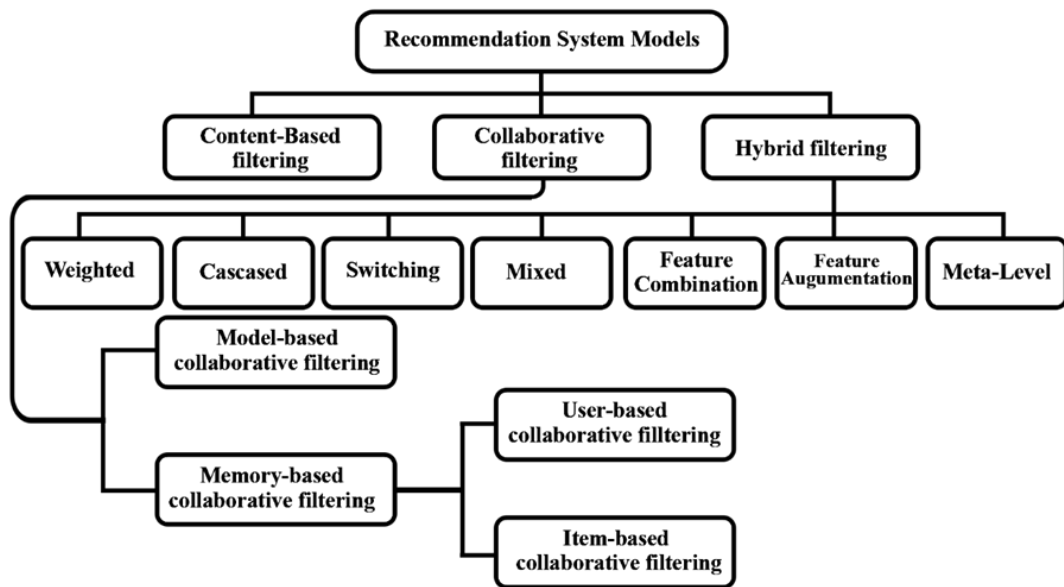 Recommendation System Models
Content-Based
filtering
Collaborative
filtering
Hybrid filtering
Weighted
Cascased
Switching
Mixed
Feature
Combination
Feature
Augumentation
Meta-Level
Model-based
collaborative filtering
Memory-based
collaborative filtering
User-based
collaborative filltering
Item-based
collaborative filtering